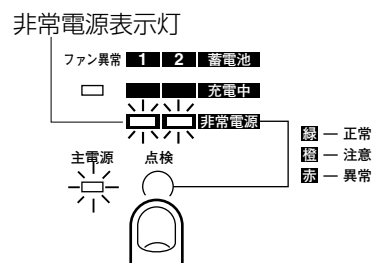 非常電源表示灯
ファン異常 1 2 蓄電池
充電中
非常電源
緑 ― 正常
主電源 点検
橙 ― 注意
赤 ― 異常